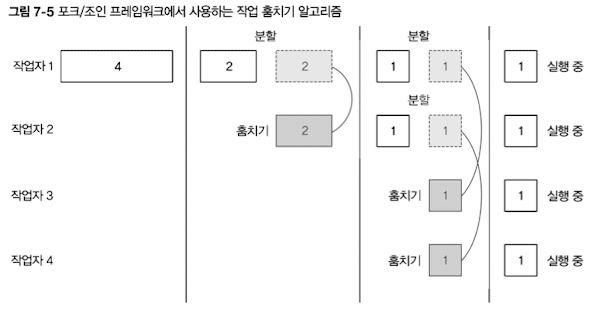 그림 7-5 포크/조인 프레임워크에서 사용하는 작업 훔치기 알고리즘
분할 분할
작업자 1 4 2 2 1 1 1 실행 중
분할
작업자 2 훔치기 2 1 1 1 실행 중
작업자 3 훔치기 1 1 실행 중
작업자 4 훔치기 1 1 실행 중